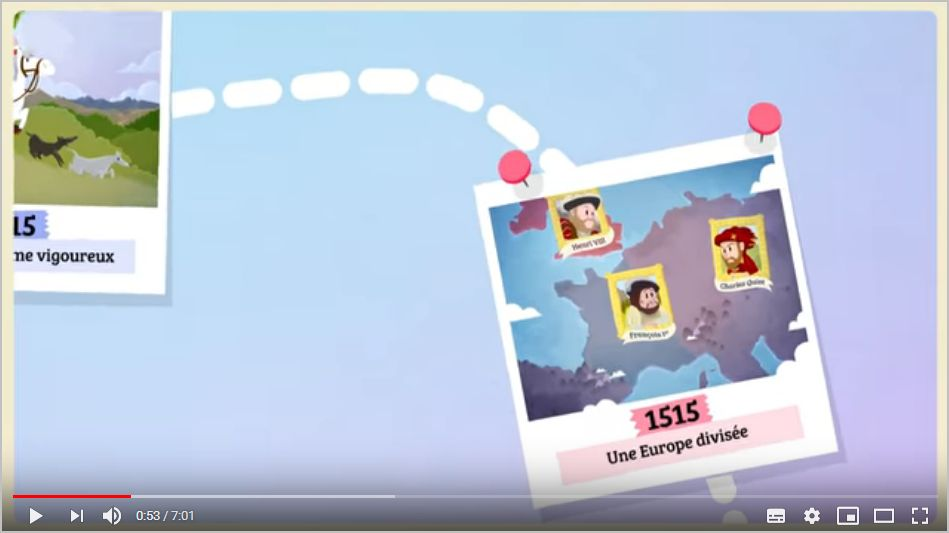 15
me vigoureux
Henri VIII
Charles Quint
François Iᵉʳ
1515
Une Europe divisée
0:53 / 7:01